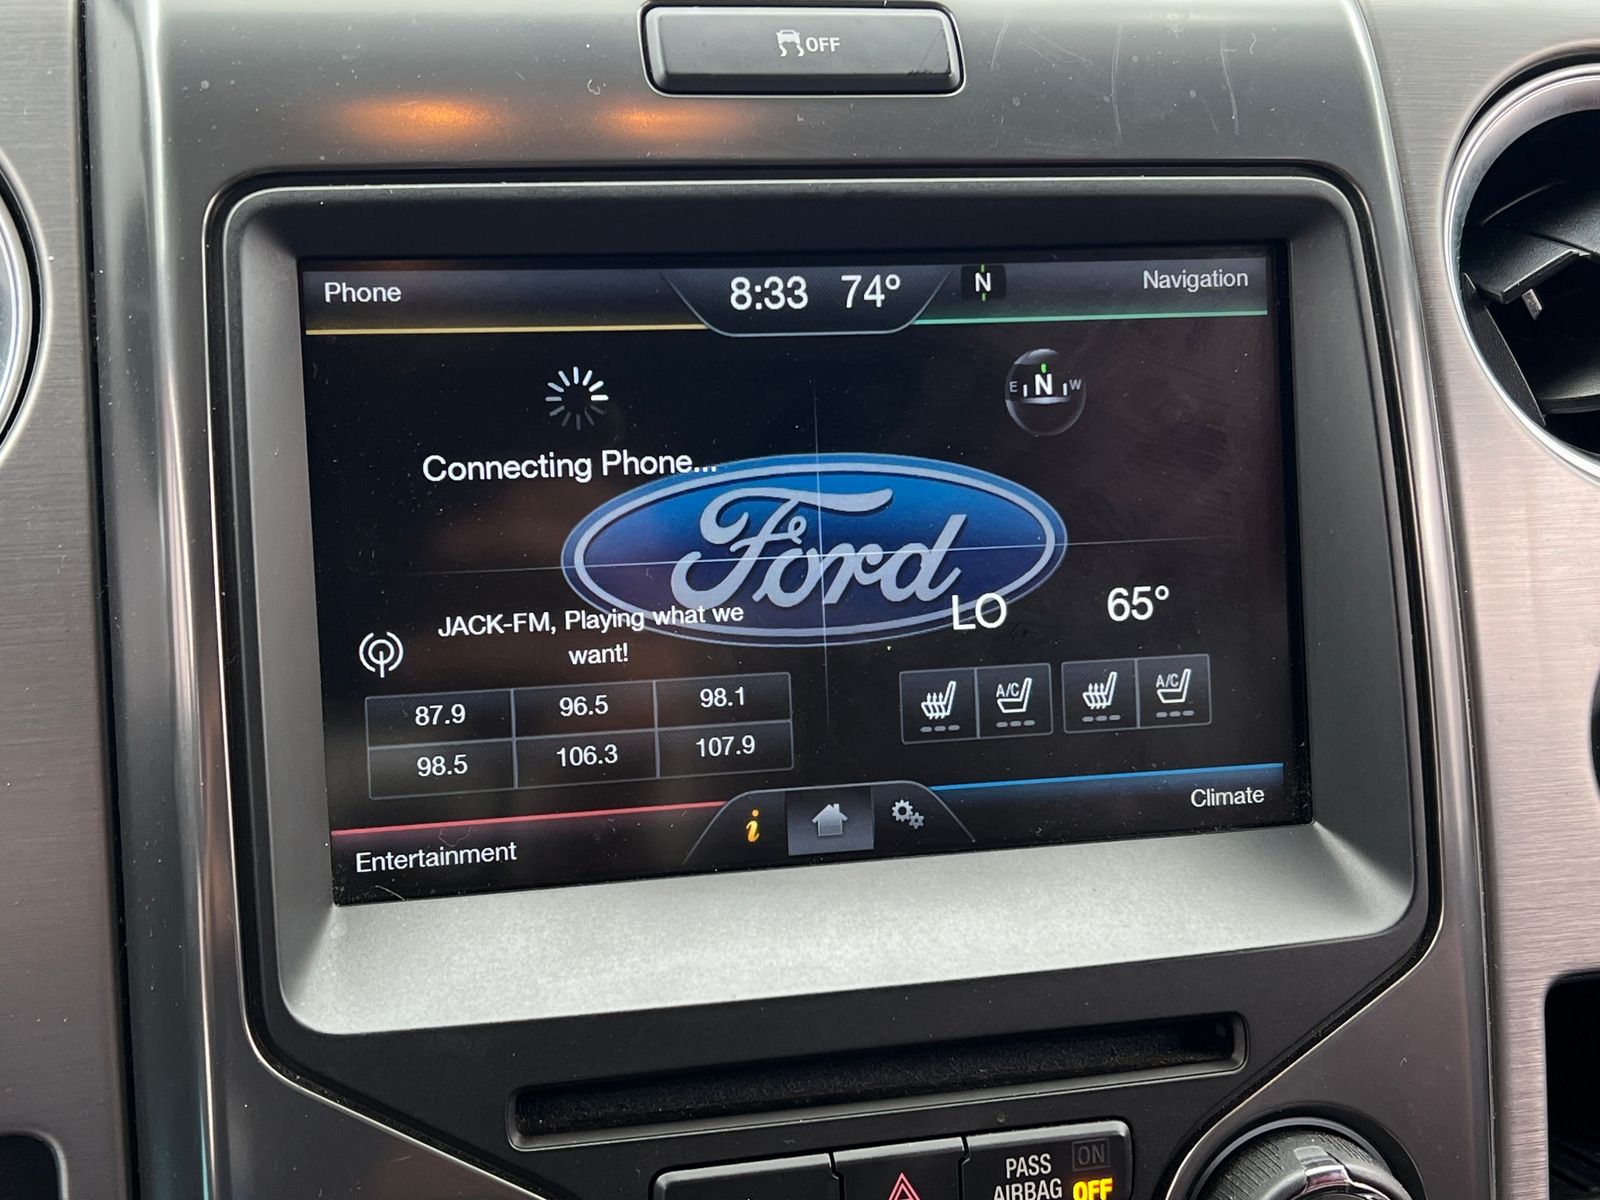 OFF
Phone
8:33 74°
N
Navigation
E N W
Connecting Phone...
Ford
JACK-FM, Playing what we
want!
LO
65°
87.9 96.5 98.1
98.5 106.3 107.9
A/C
A/C
i
Climate
Entertainment
PASS
AIRBAG
ON
OFF